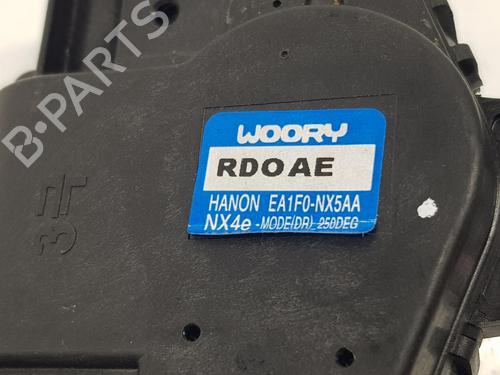 B-PARTS
WOORY
RDOAE
HANON EA1F0-NX5AA
NX4e -MODE(DR) 250DEG